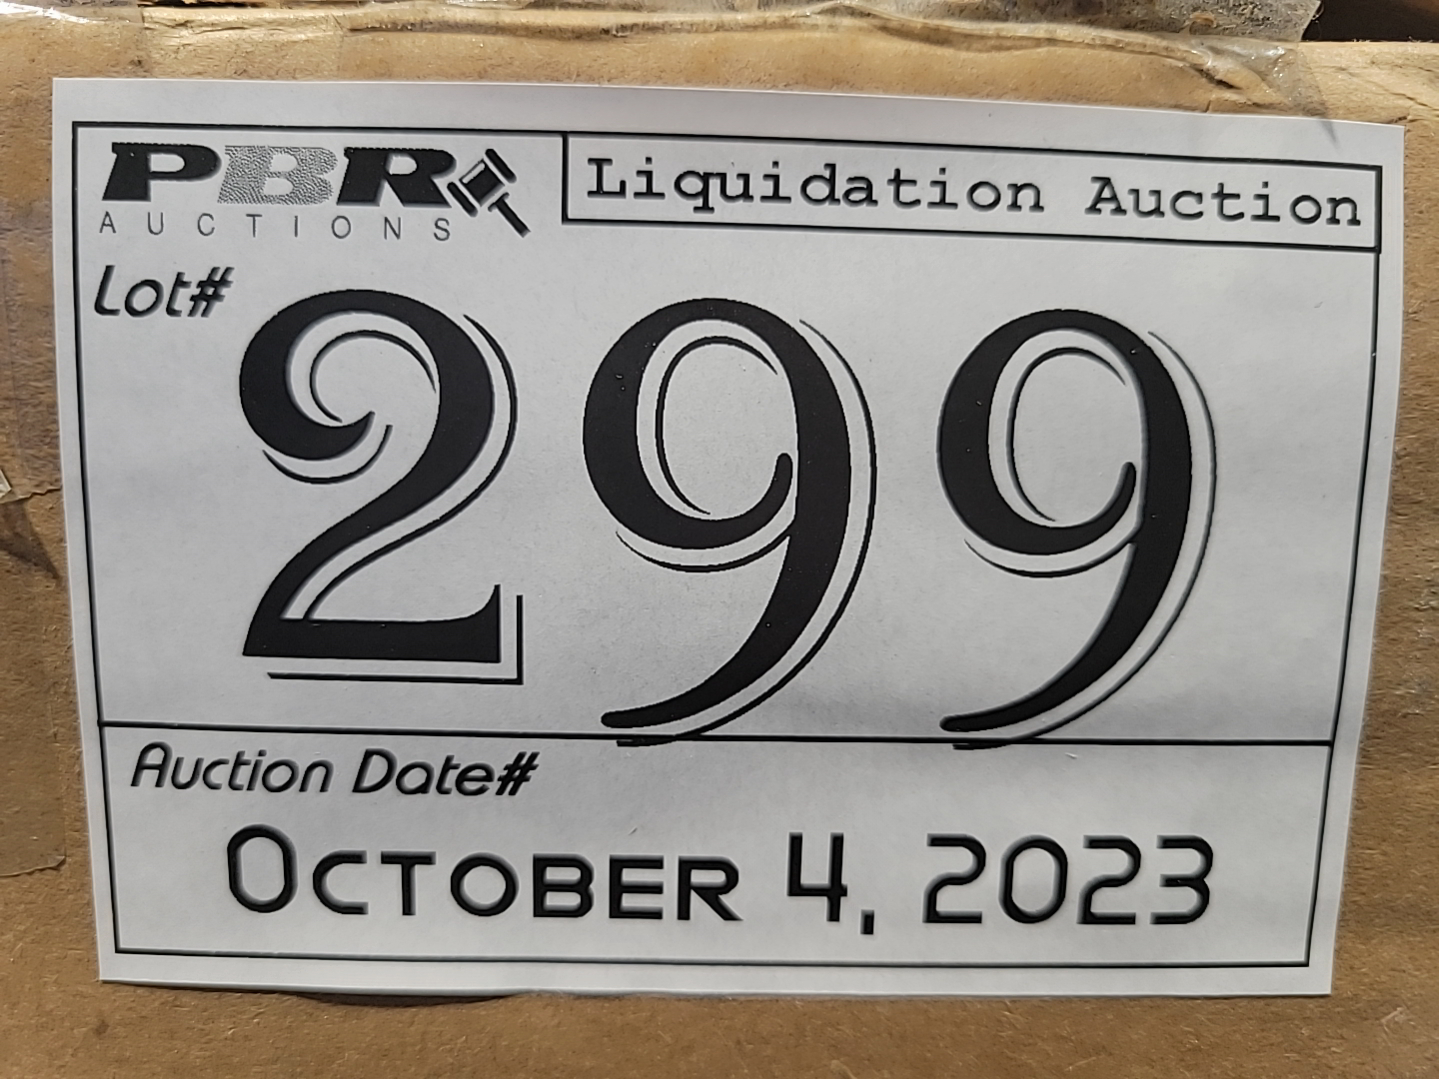 PBR
AUCTIONS
Liquidation Auction
Lot#
299
Auction Date#
OCTOBER 4, 2023